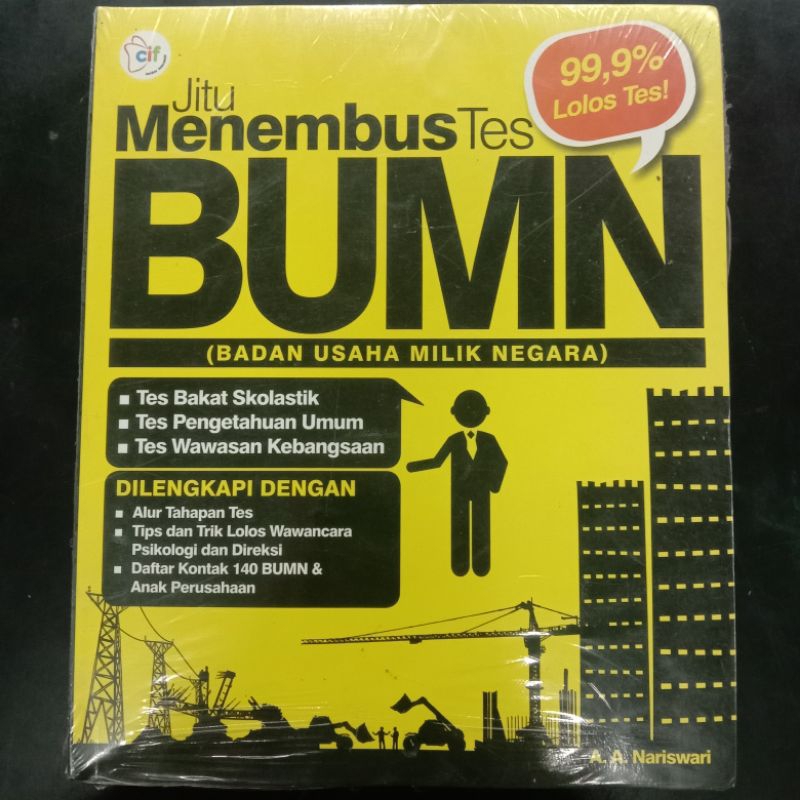 cif
99,9%
Lolos Tes!
Jitu
Menembus Tes
BUMN
(BADAN USAHA MILIK NEGARA)
Tes Bakat Skolastik
Tes Pengetahuan Umum
Tes Wawasan Kebangsaan
DILENGKAPI DENGAN
Alur Tahapan Tes
Tips dan Trik Lolos Wawancara
Psikologi dan Direksi
Daftar Kontak 140 BUMN &
Anak Perusahaan
A. A. Nariswari